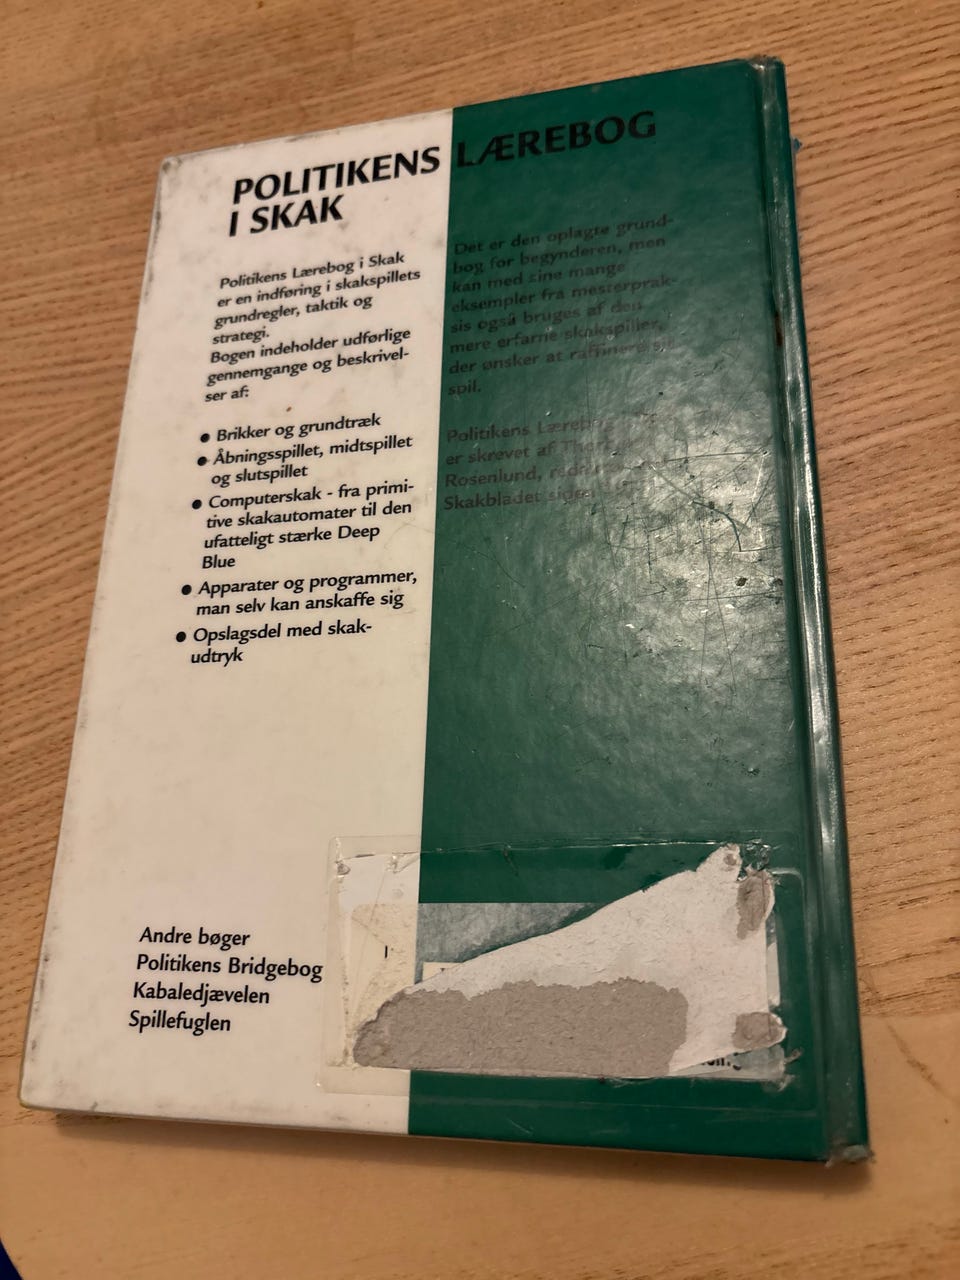 POLITIKENS LÆREBOG
I SKAK
Politikens Lærebog i Skak
er en indføring i skakspillets
grundregler, taktik og
strategi.
Bogen indeholder udførlige
gennemgange og beskrivel-
ser af:
• Brikker og grundtræk
• Åbningsspillet, midtspillet
og slutspillet
• Computerskak - fra primi-
tive skakautomater til den
ufatteligt stærke Deep
Blue
• Apparater og programmer,
man selv kan anskaffe sig
• Opslagsdel med skak-
udtryk
Det er den oplagte grund-
bog for begynderen, men
kan med sine mange
eksempler fra mesterprak-
sis også bruges af den
mere erfarne skakspiller,
der ønsker at raffinere sit
spil.
Politikens
er skrevet af
Rosenlund,
Skakbladet siden
Andre bøger
Politikens Bridgebog
Kabaledjævelen
Spillefuglen